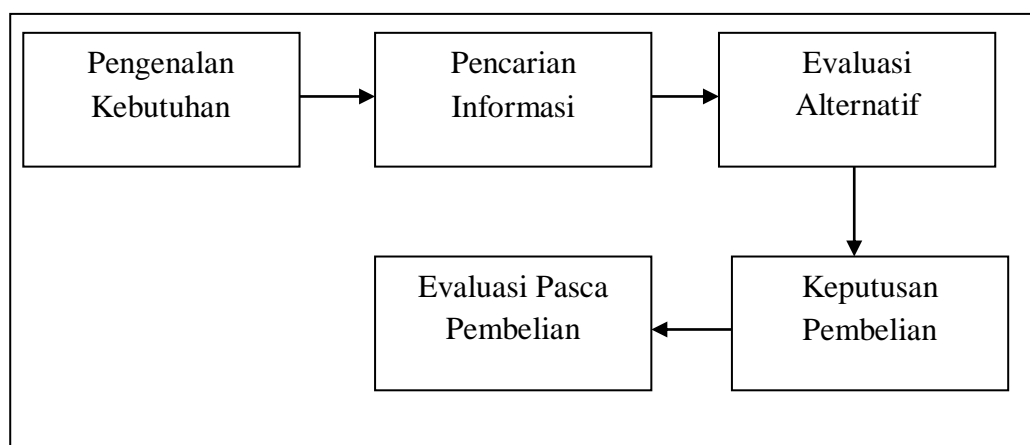 Pengenalan
Kebutuhan
Pencarian
Informasi
Evaluasi
Alternatif
Keputusan
Pembelian
Evaluasi Pasca
Pembelian